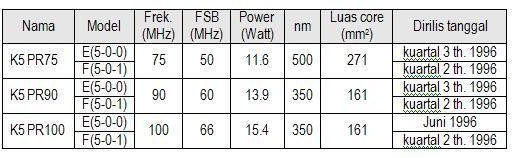 Nama Model Frek. (MHz) FSB (MHz) Power (Watt) nm Luas core (mm²) Dirilis tanggal
K5 PR75 E(5-0-0) 75 50 11.6 500 271 kuartal 3 th. 1996
F(5-0-1) kuartal 2 th. 1996
K5 PR90 E(5-0-0) 90 60 13.9 350 161 kuartal 3 th. 1996
F(5-0-1) kuartal 2 th. 1996
K5 PR100 E(5-0-0) 100 66 15.4 350 161 Juni 1996
F(5-0-1) kuartal 2 th. 1996